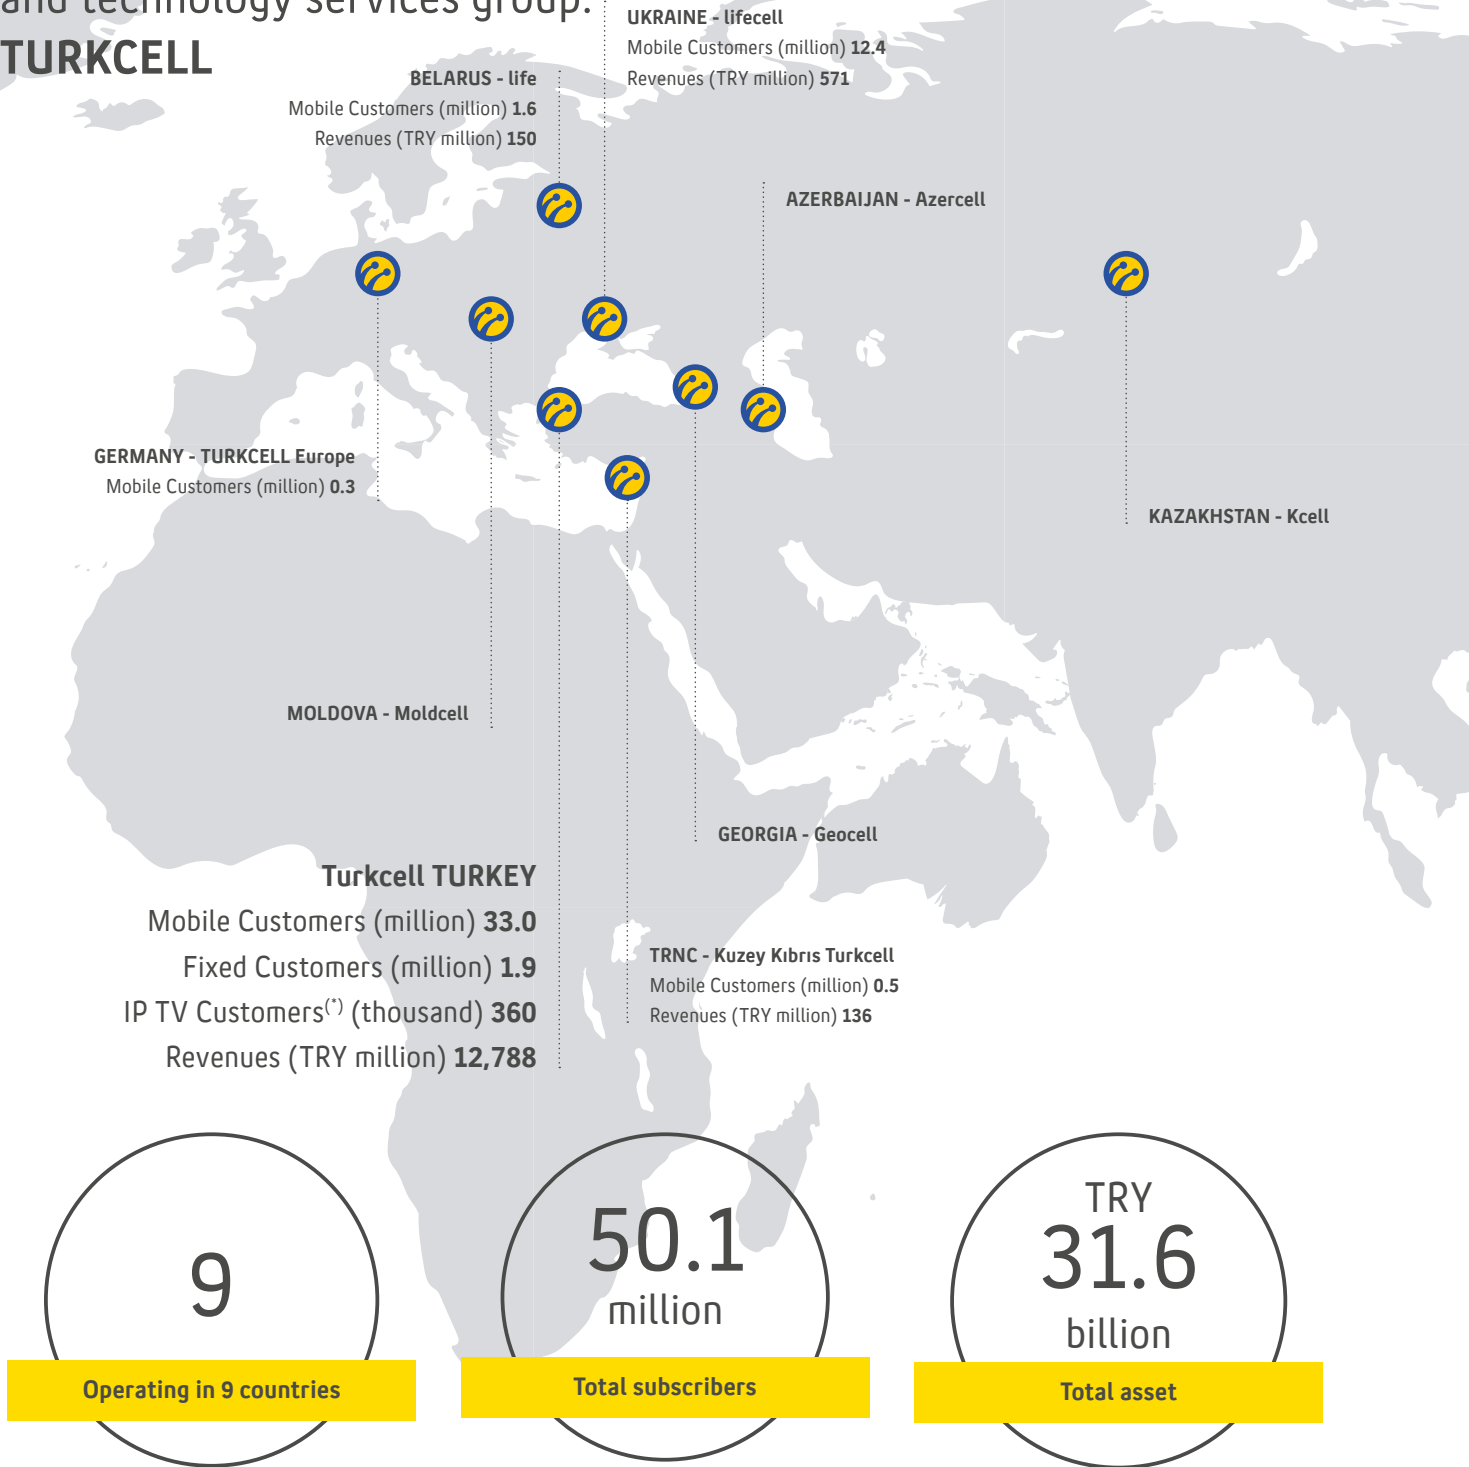 and technology services group.
TURKCELL
UKRAINE - lifecell
Mobile Customers (million) 12.4
Revenues (TRY million) 571
BELARUS - life
Mobile Customers (million) 1.6
Revenues (TRY million) 150
AZERBAIJAN - Azercell
GERMANY - TURKCELL Europe
Mobile Customers (million) 0.3
KAZAKHSTAN - Kcell
MOLDOVA - Moldcell
GEORGIA - Geocell
Turkcell TURKEY
Mobile Customers (million) 33.0
Fixed Customers (million) 1.9
IP TV Customers(*) (thousand) 360
Revenues (TRY million) 12,788
TRNC - Kuzey Kıbrıs Turkcell
Mobile Customers (million) 0.5
Revenues (TRY million) 136
9
Operating in 9 countries
50.1
million
Total subscribers
TRY
31.6
billion
Total asset